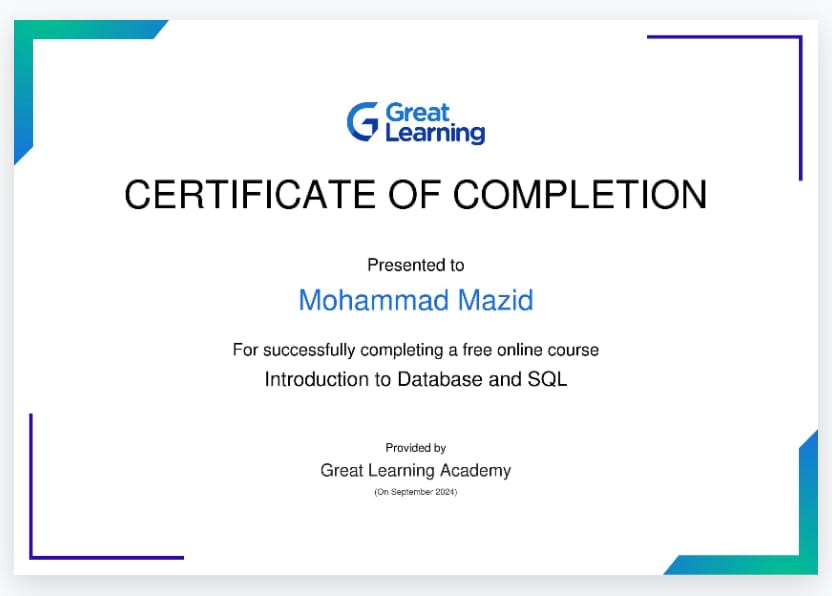 Great
Learning
CERTIFICATE OF COMPLETION
Presented to
Mohammad Mazid
For successfully completing a free online course
Introduction to Database and SQL
Provided by
Great Learning Academy
(On September 2024)